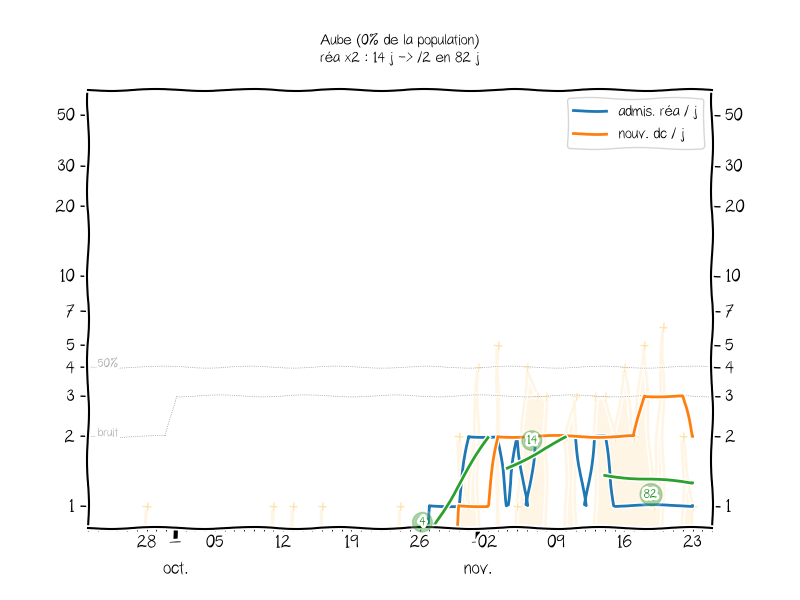 Aube (0% de la population)
réa x2 : 14 j -> /2 en 82 j
admis. réa / j
nouv. dc / j
50 50
30 30
20 20
10 10
7 7
5 5
4 50% 4
3 3
2 bruit 14 2
82
1 1
4
28 05 12 19 26 02 09 16 23
oct. nov.